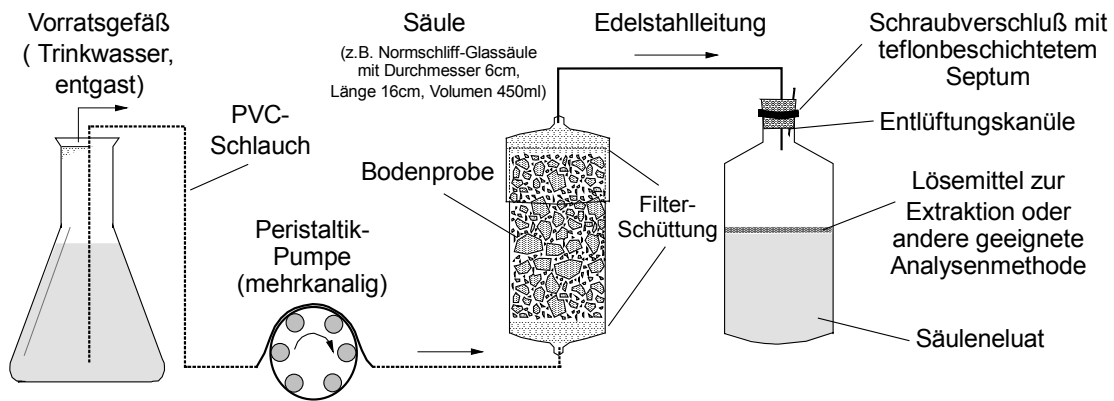 Vorratsgefäß
( Trinkwasser,
entgast)
PVC-
Schlauch
Peristaltik-
Pumpe
(mehrkanalig)
Säule
(z.B. Normschliff-Glassäule
mit Durchmesser 6cm,
Länge 16cm, Volumen 450ml)
Bodenprobe
Filter-
Schüttung
Edelstahlleitung
Schraubverschluß mit
teflonbeschichtetem
Septum
Entlüftungskanüle
Lösemittel zur
Extraktion oder
andere geeignete
Analysenmethode
Säuleneluat